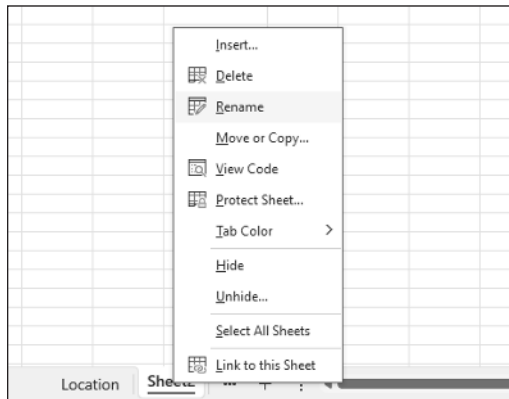 Insert...
Delete
Rename
Move or Copy...
View Code
Protect Sheet...
Tab Color
Hide
Unhide...
Select All Sheets
Link to this Sheet
Location Sheet2